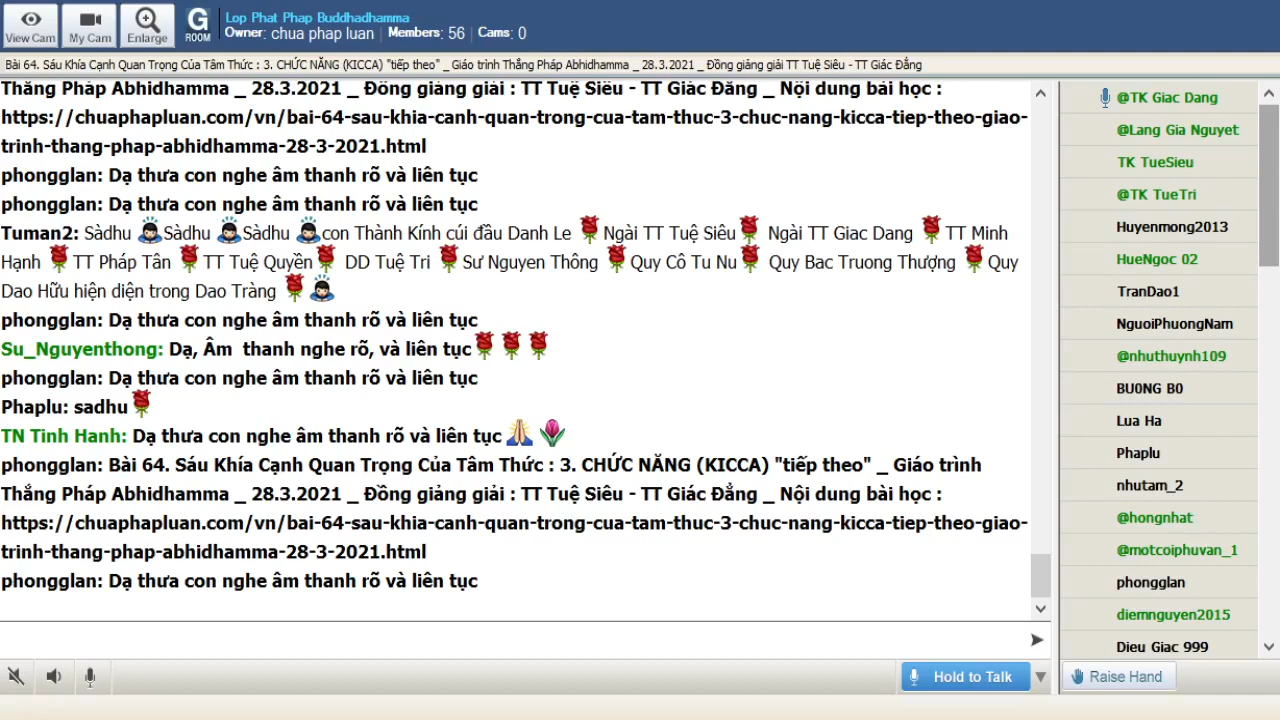 View Cam
My Cam
Enlarge
G
ROOM
Lop Phat Phap Buddhadhamma
Owner: chua phap luan | Members: 56 | Cams: 0
Bài 64. Sáu Khía Cạnh Quan Trọng Của Tâm Thức : 3. CHỨC NĂNG (KICCA) "tiếp theo" _ Giáo trình Thắng Pháp Abhidhamma _ 28.3.2021 _ Đồng giảng giải TT Tuệ Siêu - TT Giác Đẳng
Thắng Pháp Abhidhamma _ 28.3.2021 _ Đồng giảng giải : TT Tuệ Siêu - TT Giác Đẳng _ Nội dung bài học :
https://chuaphapluan.com/vn/bai-64-sau-khia-canh-quan-trong-cua-tam-thuc-3-chuc-nang-kicca-tiep-theo-giao-
trinh-thang-phap-abhidhamma-28-3-2021.html
phongglan: Dạ thưa con nghe âm thanh rõ và liên tục
phongglan: Dạ thưa con nghe âm thanh rõ và liên tục
Tuman2: Sàdhu Sàdhu Sàdhu con Thành Kính cúi đầu Danh Le Ngài TT Tuệ Siêu Ngài TT Giac Dang TT Minh
Hạnh TT Pháp Tân TT Tuệ Quyền DD Tuệ Tri Sư Nguyen Thông Quy Cô Tu Nu Quy Bac Truong Thượng Quy
Dao Hữu hiện diện trong Dao Tràng
phongglan: Dạ thưa con nghe âm thanh rõ và liên tục
Su_Nguyenthong: Dạ, Âm thanh nghe rõ, và liên tục
phongglan: Dạ thưa con nghe âm thanh rõ và liên tục
Phaplu: sadhu
TN Tinh Hanh: Dạ thưa con nghe âm thanh rõ và liên tục
phongglan: Bài 64. Sáu Khía Cạnh Quan Trọng Của Tâm Thức : 3. CHỨC NĂNG (KICCA) "tiếp theo" _ Giáo trình
Thắng Pháp Abhidhamma _ 28.3.2021 _ Đồng giảng giải : TT Tuệ Siêu - TT Giác Đẳng _ Nội dung bài học :
https://chuaphapluan.com/vn/bai-64-sau-khia-canh-quan-trong-cua-tam-thuc-3-chuc-nang-kicca-tiep-theo-giao-
trinh-thang-phap-abhidhamma-28-3-2021.html
phongglan: Dạ thưa con nghe âm thanh rõ và liên tục
@TK Giac Dang
@Lang Gia Nguyet
TK TueSieu
@TK TueTri
Huyenmong2013
HueNgoc 02
TranDao1
NguoiPhuongNam
@nhuthuynh109
BU0NG B0
Lua Ha
Phaplu
nhutam_2
@hongnhat
@motcoiphuvan_1
phongglan
diemnguyen2015
Dieu Giac 999
Hold to Talk
Raise Hand